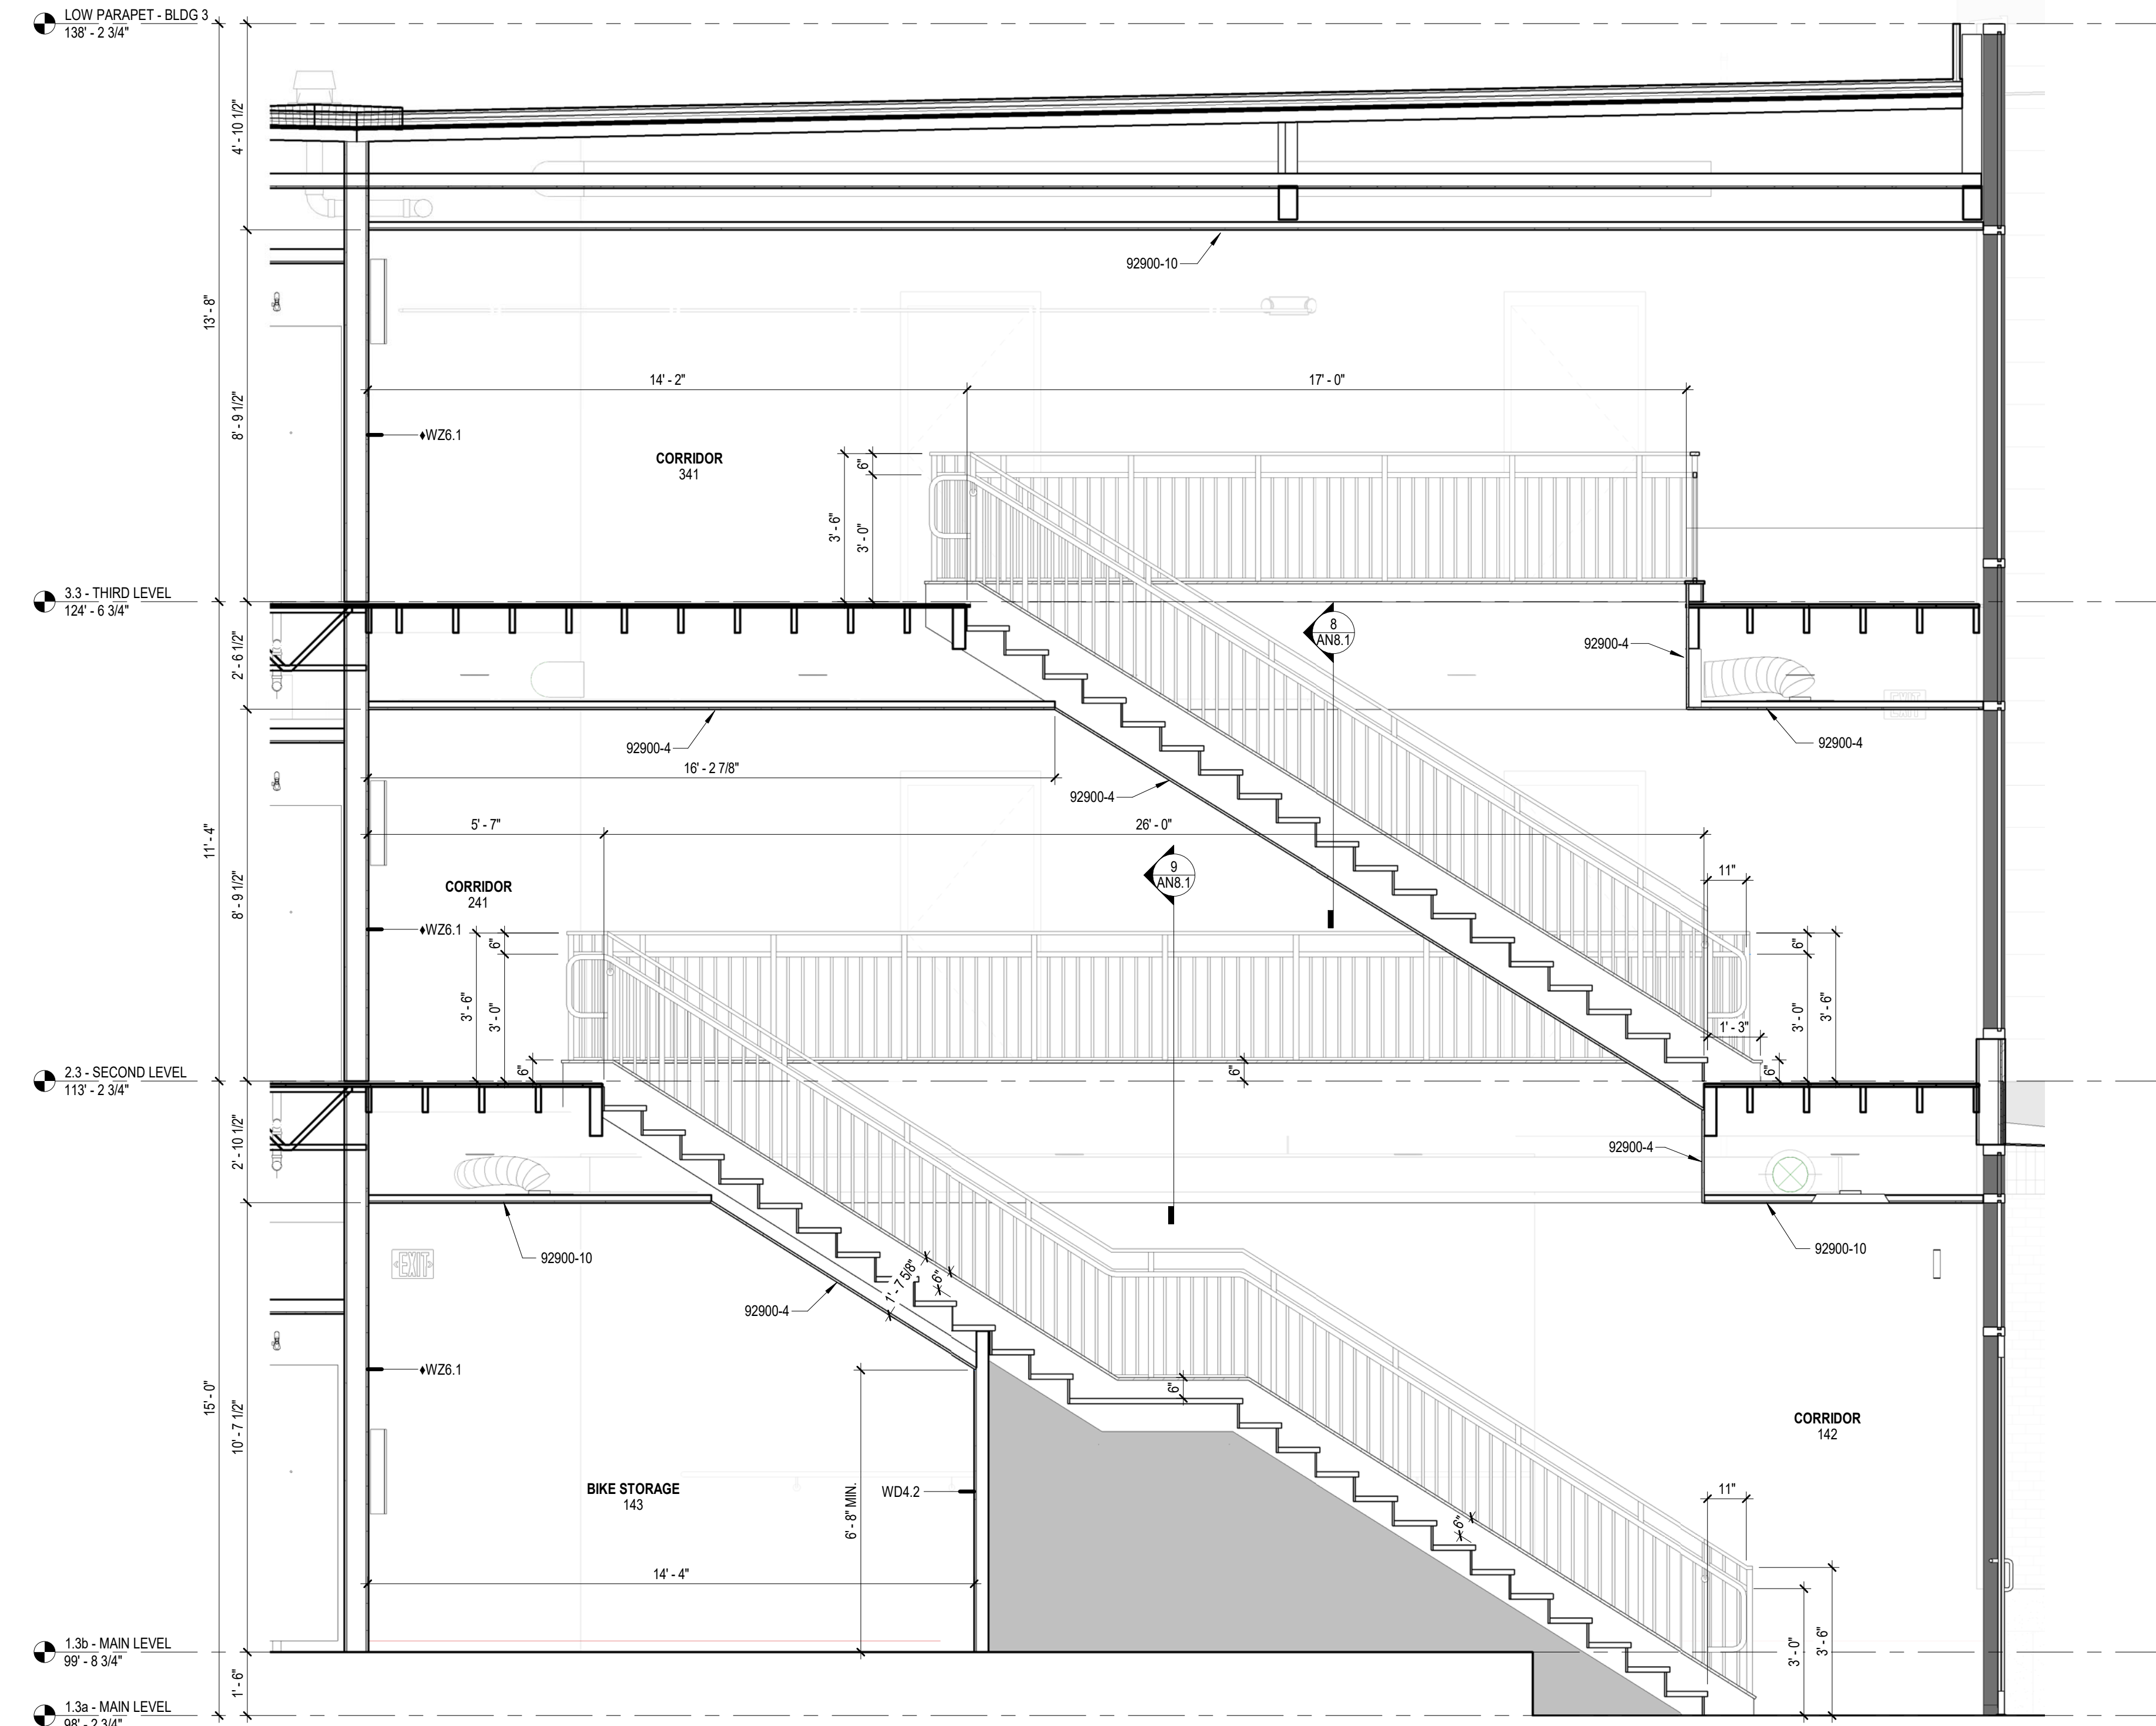 LOW PARAPET - BLDG 3
138' - 2 3/4"
4' - 10 1/2"
92900-10
13' - 8"
14' - 2"
17' - 0"
8' - 9 1/2"
WZ6.1
CORRIDOR
341
6"
3' - 6"
3' - 0"
3.3 - THIRD LEVEL
124' - 6 3/4"
8
AN8.1
92900-4
2' - 6 1/2"
EXIT
92900-4
92900-4
16' - 2 7/8"
92900-4
11' - 4"
5' - 7"
26' - 0"
9
AN8.1
11"
CORRIDOR
241
8' - 9 1/2"
WZ6.1
6"
6"
3' - 6"
3' - 0"
3' - 0"
3' - 6"
1' - 3"
6"
6"
6"
2.3 - SECOND LEVEL
113' - 2 3/4"
2' - 10 1/2"
92900-4
EXIT
92900-10
92900-10
1' - 7 5/8"
6"
92900-4
WZ6.1
6"
15' - 0"
10' - 7 1/2"
CORRIDOR
142
BIKE STORAGE
143
WD4.2
6' - 8" MIN.
11"
6"
14' - 4"
3' - 0"
3' - 6"
1.3b - MAIN LEVEL
99' - 8 3/4"
1' - 6"
1.3a - MAIN LEVEL
98' - 2 3/4"